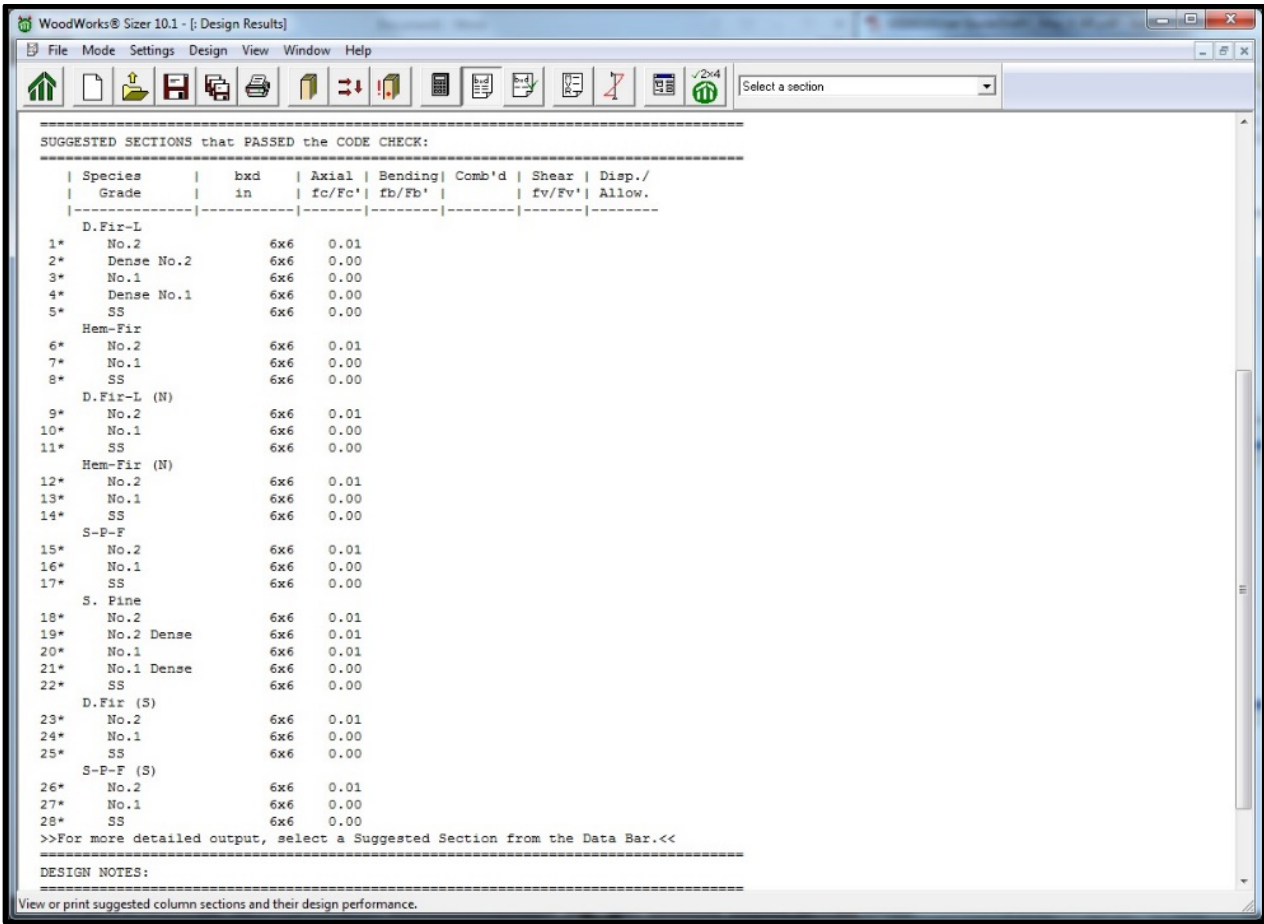 WoodWorks® Sizer 10.1 - [: Design Results]
File Mode Settings Design View Window Help
✓2x4
Select a section
==========
SUGGESTED SECTIONS that PASSED the CODE CHECK:
==========
| Species | bxd | Axial | Bending| Comb'd | Shear | Disp./
| Grade | in | fc/Fc'| fb/Fb' | | fv/Fv'| Allow.
|--------------|------------|-------|--------|--------|-------|--------
D.Fir-L
1* No.2 6x6 0.01
2* Dense No.2 6x6 0.00
3* No.1 6x6 0.00
4* Dense No.1 6x6 0.00
5* SS 6x6 0.00
Hem-Fir
6* No.2 6x6 0.01
7* No.1 6x6 0.00
8* SS 6x6 0.00
D.Fir-L (N)
9* No.2 6x6 0.01
10* No.1 6x6 0.00
11* SS 6x6 0.00
Hem-Fir (N)
12* No.2 6x6 0.01
13* No.1 6x6 0.00
14* SS 6x6 0.00
S-P-F
15* No.2 6x6 0.01
16* No.1 6x6 0.00
17* SS 6x6 0.00
S. Pine
18* No.2 6x6 0.01
19* No.2 Dense 6x6 0.01
20* No.1 6x6 0.01
21* No.1 Dense 6x6 0.00
22* SS 6x6 0.00
D.Fir (S)
23* No.2 6x6 0.01
24* No.1 6x6 0.00
25* SS 6x6 0.00
S-P-F (S)
26* No.2 6x6 0.01
27* No.1 6x6 0.00
28* SS 6x6 0.00
>>For more detailed output, select a Suggested Section from the Data Bar.<<
==========
DESIGN NOTES:
==========
View or print suggested column sections and their design performance.